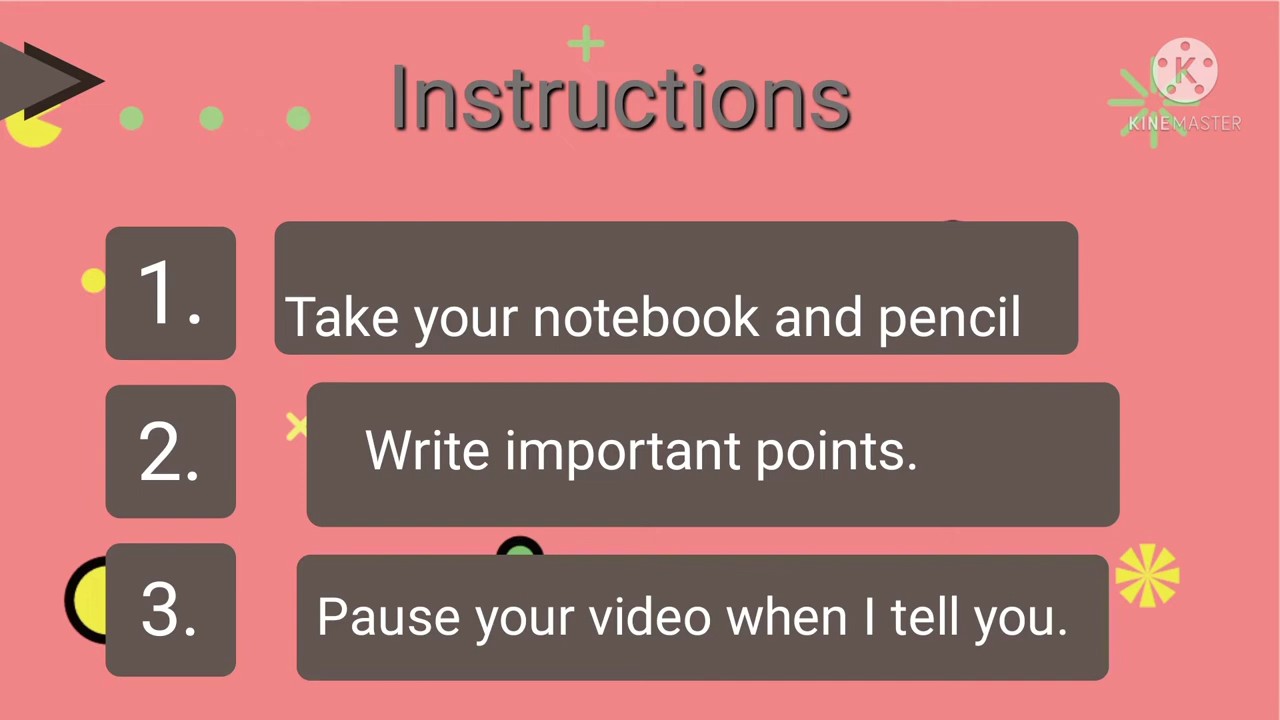 Instructions
KINEMASTER
1.
Take your notebook and pencil
2.
Write important points.
3.
Pause your video when I tell you.